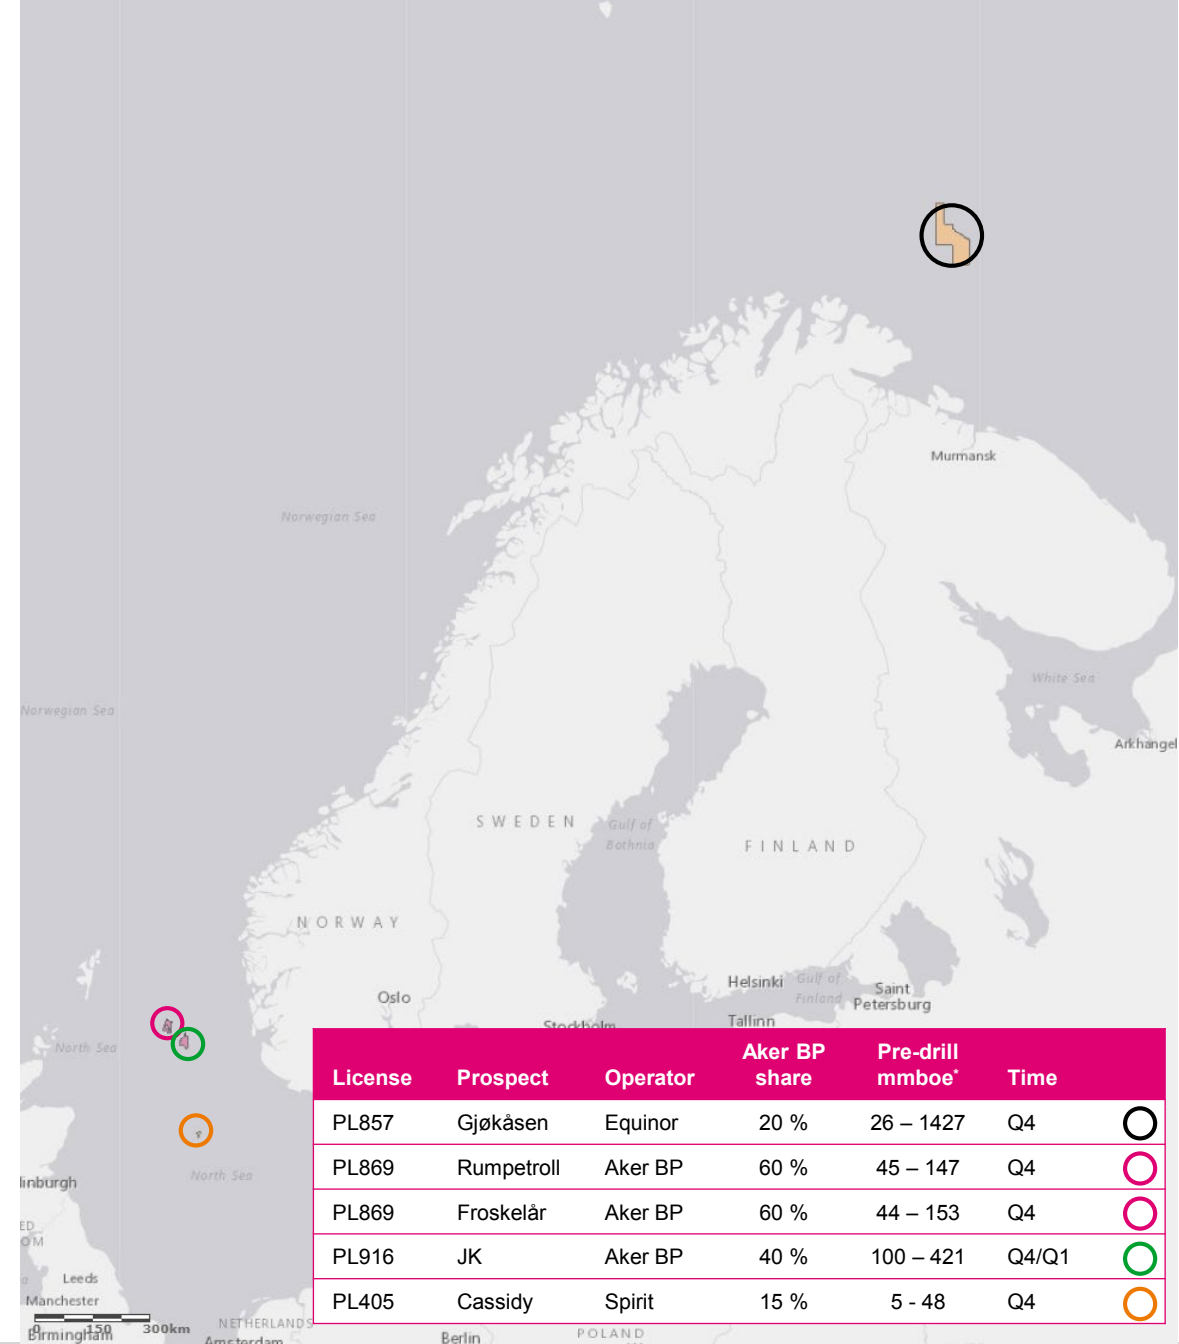 Norwegian Sea
Murmansk
White Sea
Norwegian Sea
Arkhangel
SWEDEN
Gulf of
Bothnia
FINLAND
NORWAY
Helsinki
Gulf of
Finland
Saint
Petersburg
Oslo
Stockholm
Tallinn
North Sea
License Prospect Operator Aker BP share Pre-drill mmboe* Time
PL857 Gjøkåsen Equinor 20 % 26 – 1427 Q4
PL869 Rumpetroll Aker BP 60 % 45 – 147 Q4
PL869 Froskelår Aker BP 60 % 44 – 153 Q4
PL916 JK Aker BP 40 % 100 – 421 Q4/Q1
PL405 Cassidy Spirit 15 % 5 - 48 Q4
North Sea
linburgh
ED
OM
Leeds
Manchester
0 150 300km
Birmingham
NETHERLANDS
Amsterdam
Berlin
POLAND